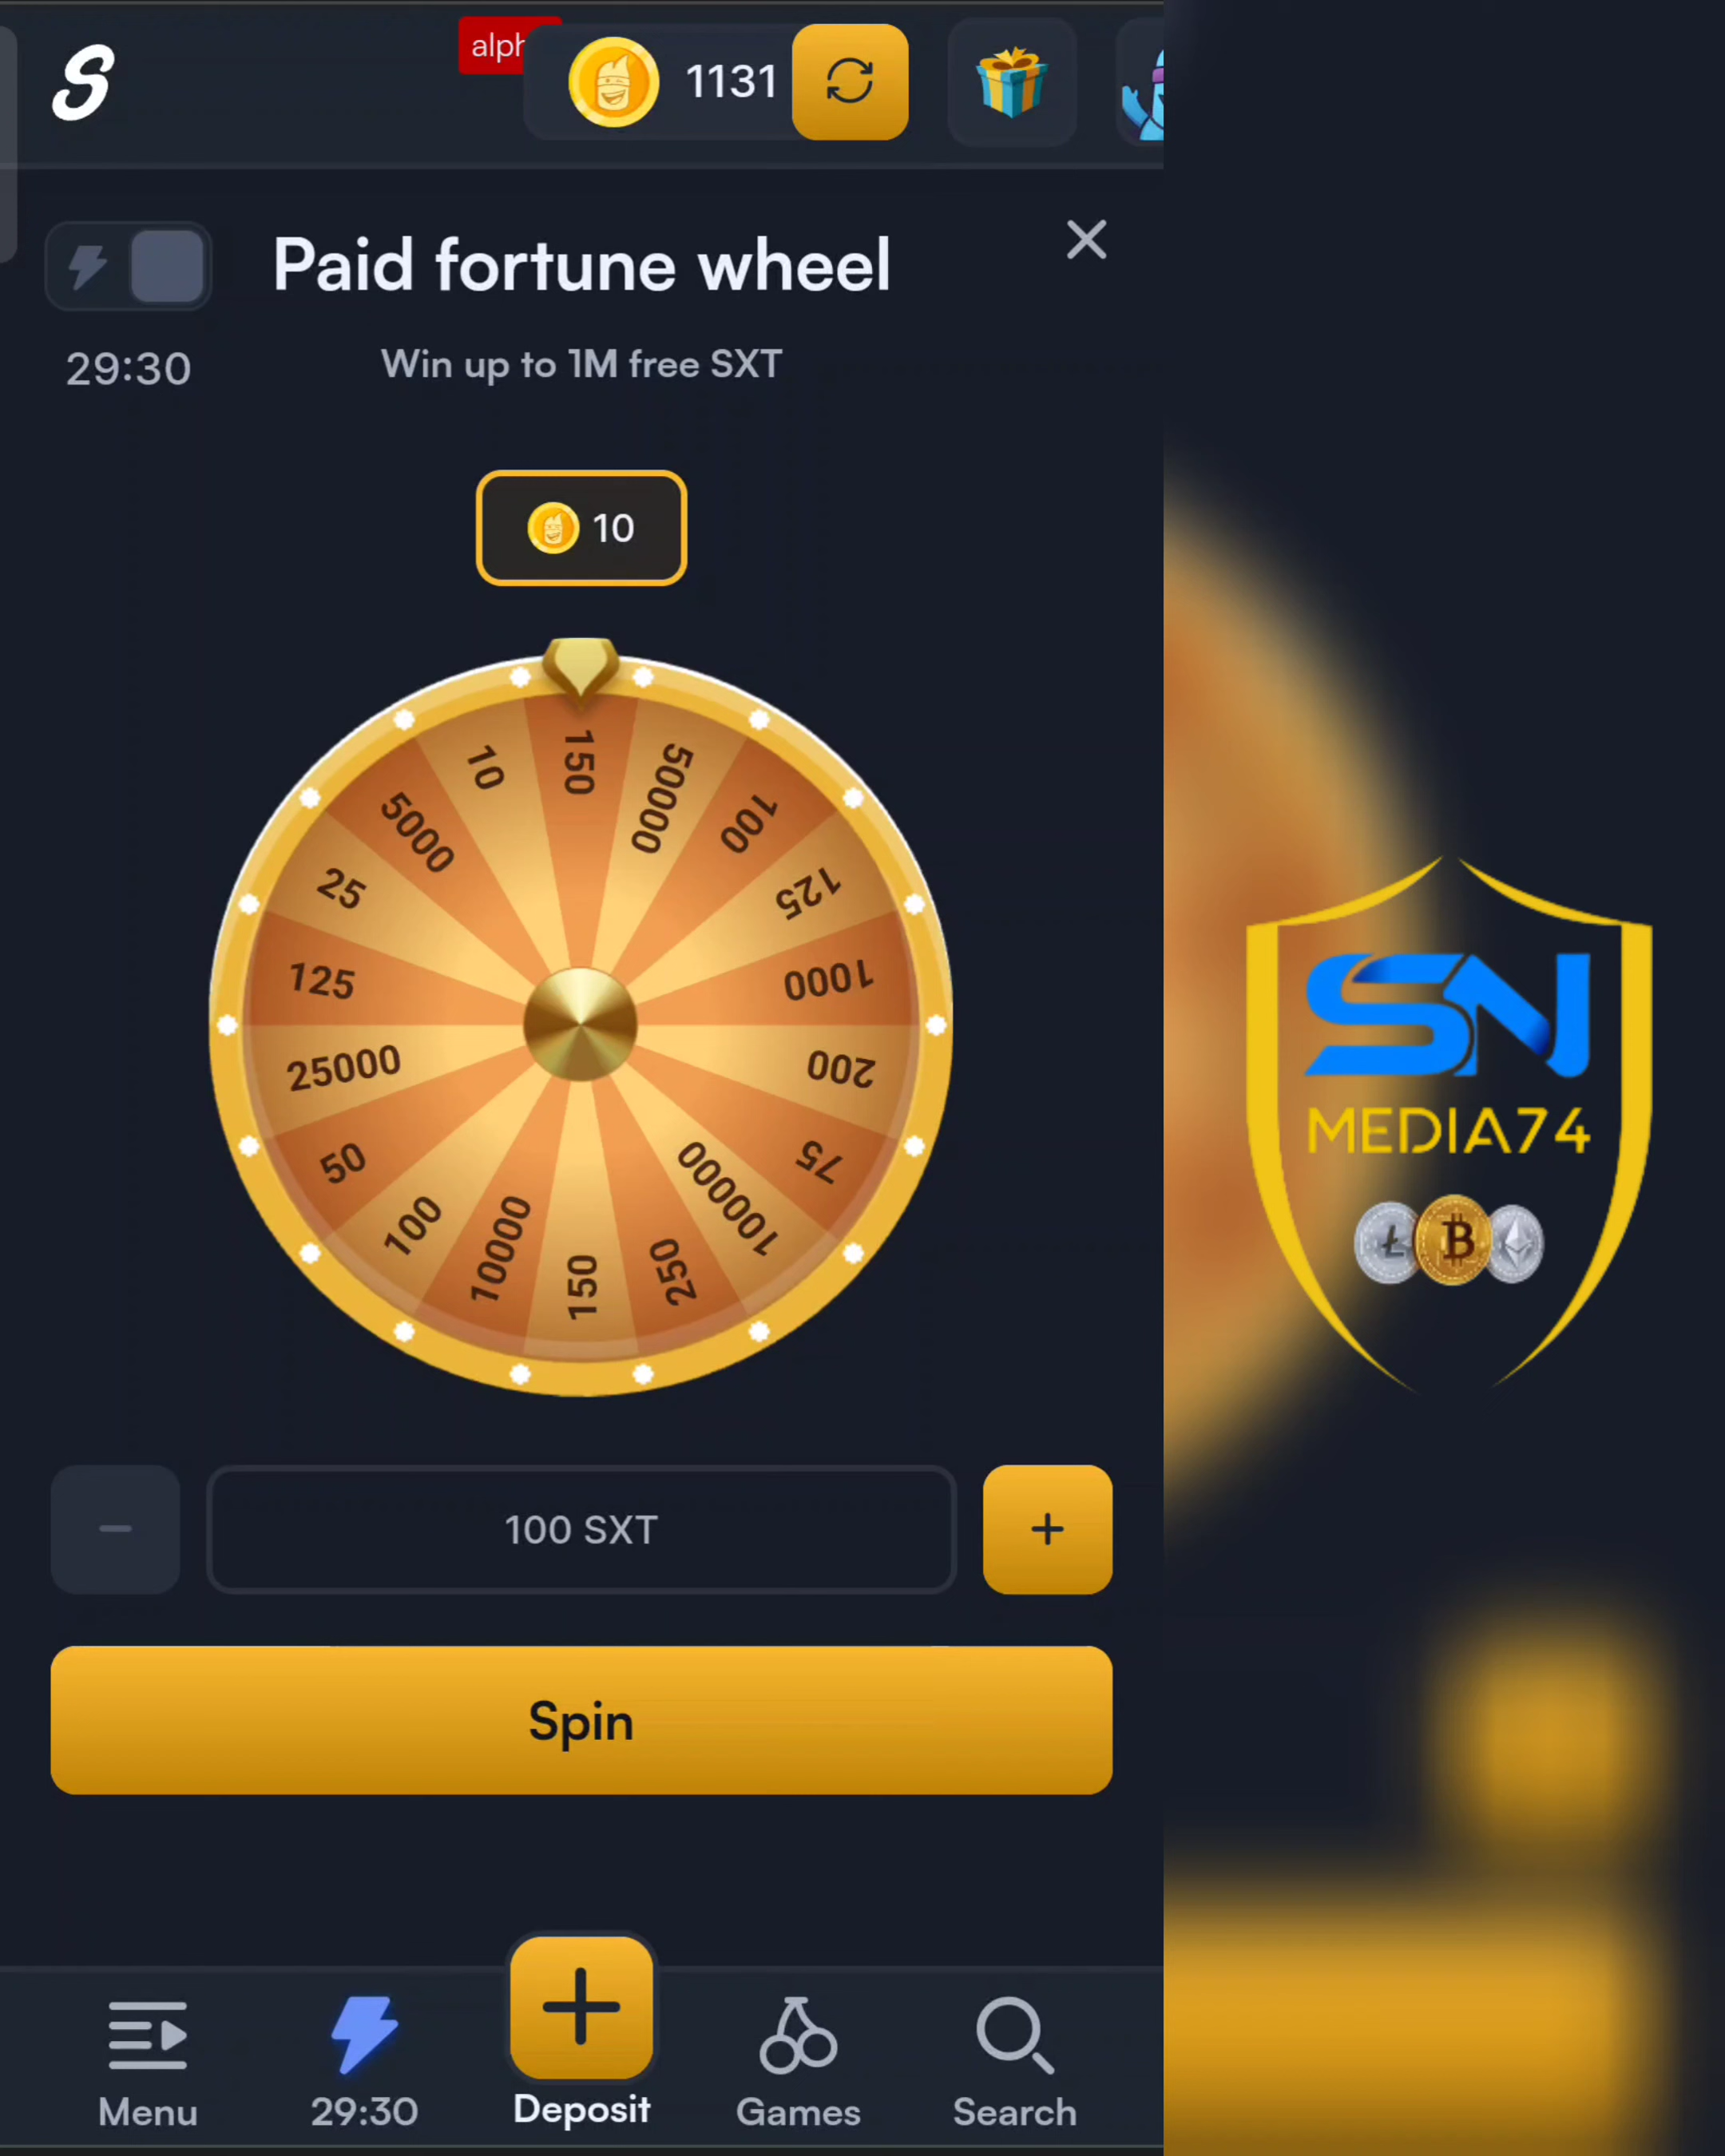 S
1131
Paid fortune wheel
29:30
Win up to 1M free SXT
10
150
50000
100
125
1000
200
75
100000
250
150
10000
100
50
25000
125
25
5000
10
100 SXT
Spin
Menu
29:30
Deposit
Games
Search
SN
MEDIA74